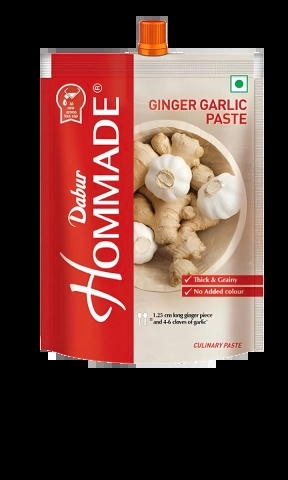 Dabur
HOMMADE®
GINGER GARLIC
PASTE
✓ Thick & Grainy
✓ No Added colour
1.25 cm long ginger piece
and 4-6 cloves of garlic
CULINARY PASTE